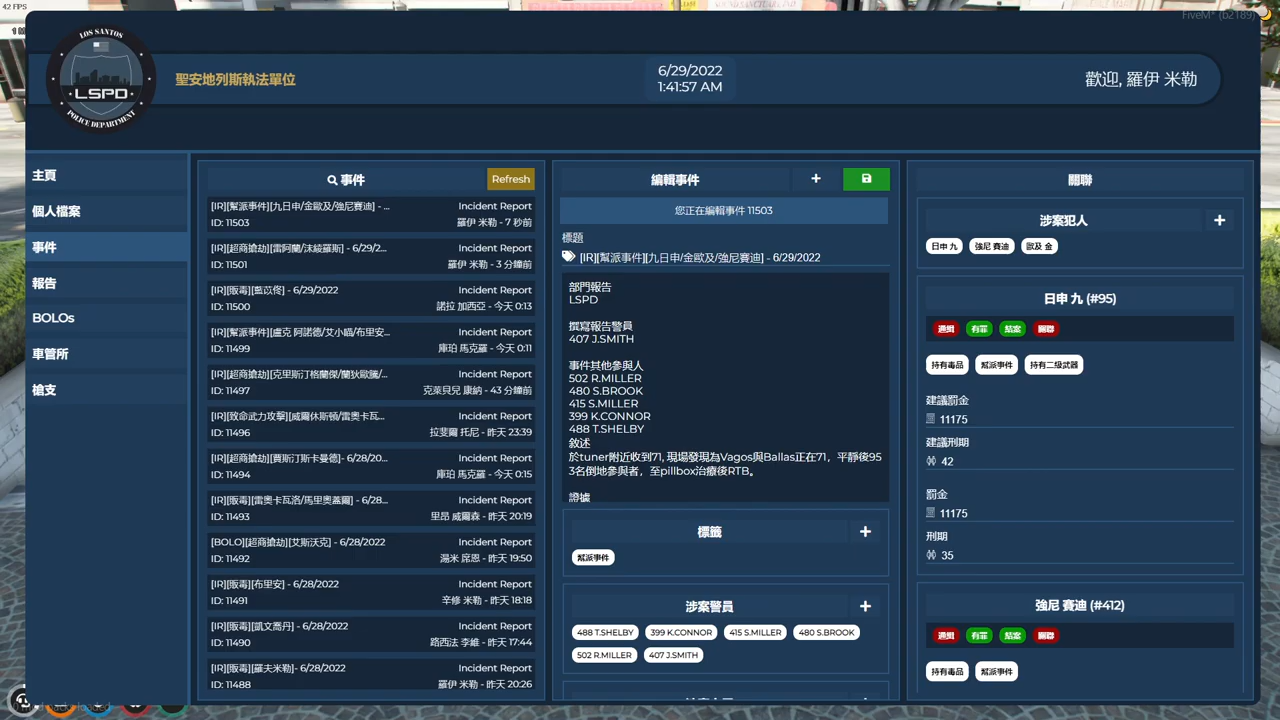 42 FPS
FiveM* (b2189)
LOS SANTOS
LSPD
POLICE DEPARTMENT
聖安地列斯執法單位
6/29/2022
1:41:57 AM
歡迎, 羅伊 米勒
主頁
個人檔案
事件
報告
BOLOs
車管所
槍支
事件
Refresh
[IR][幫派事件][九日申/金歐及/強尼賽迪] - ...
Incident Report
ID: 11503
羅伊 米勒 - 7 秒前
[IR][超商搶劫][雷阿蘭/沫綾羅斯] - 6/29/2...
Incident Report
ID: 11501
羅伊 米勒 - 3 分鐘前
[IR][販毒][藍苡佟] - 6/29/2022
Incident Report
ID: 11500
諾拉 加西亞 - 今天 0:13
[IR][幫派事件][盧克 阿諾德/艾小喵/布里安...
Incident Report
ID: 11499
庫珀 馬克羅 - 今天 0:11
[IR][超商搶劫][克里斯汀格蘭傑/蘭狄歐騰/...
Incident Report
ID: 11497
克萊貝兒 康納 - 43 分鐘前
[IR][致命武力攻擊][威爾休斯頓/雷奧卡瓦...
Incident Report
ID: 11496
拉斐爾 托尼 - 昨天 23:39
[IR][超商搶劫][賈斯汀斯卡曼德] - 6/28/20...
Incident Report
ID: 11494
庫珀 馬克羅 - 今天 0:15
[IR][販毒][雷奧卡瓦洛/馬里奧蓋爾] - 6/28...
Incident Report
ID: 11493
里昂 威爾森 - 昨天 20:19
[BOLO][超商搶劫][艾斯沃克] - 6/28/2022
Incident Report
ID: 11492
湯米 席恩 - 昨天 19:50
[IR][販毒][布里安] - 6/28/2022
Incident Report
ID: 11491
辛修 米勒 - 昨天 18:18
[IR][販毒][凱文喬丹] - 6/28/2022
Incident Report
ID: 11490
路西法 李維 - 昨天 17:44
[IR][販毒][羅夫米勒] - 6/28/2022
Incident Report
ID: 11488
羅伊 米勒 - 昨天 20:26
編輯事件
您正在編輯事件 11503
標題
[IR][幫派事件][九日申/金歐及/強尼賽迪] - 6/29/2022
部門報告
LSPD
撰寫報告警員
407 J.SMITH
事件其他參與人
502 R.MILLER
480 S.BROOK
415 S.MILLER
399 K.CONNOR
488 T.SHELBY
敘述
於tuner附近收到71, 現場發現為Vagos與Ballas正在71，平靜後95
3名倒地參與者，至pillbox治療後RTB。
證據
標籤
幫派事件
涉案警員
488 T.SHELBY
399 K.CONNOR
415 S.MILLER
480 S.BROOK
502 R.MILLER
407 J.SMITH
關聯
涉案犯人
日申 九
強尼 賽迪
歐及 金
日申 九 (#95)
通緝
有罪
結案
關聯
持有毒品
幫派事件
持有二級武器
建議罰金
11175
建議刑期
42
罰金
11175
刑期
35
強尼 賽迪 (#412)
通緝
有罪
結案
關聯
持有毒品
幫派事件